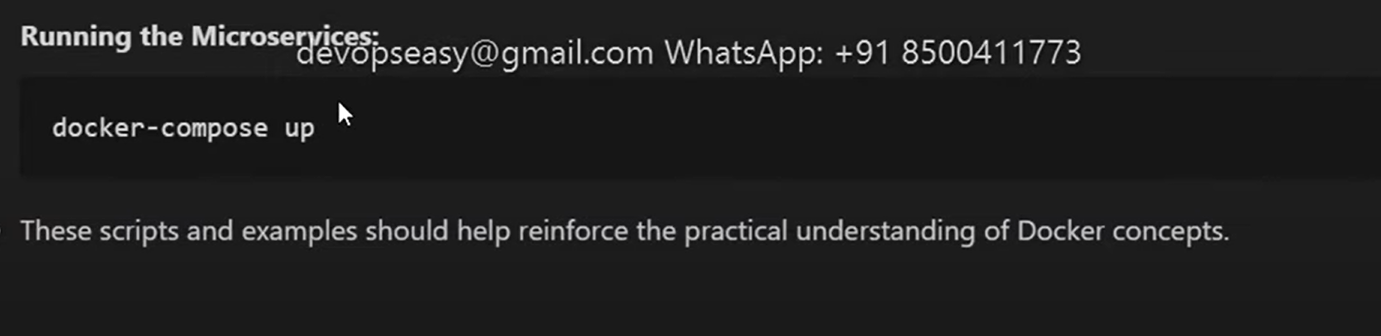 Running the Microservices:
devopseasy@gmail.com WhatsApp: +91 8500411773
docker-compose up
These scripts and examples should help reinforce the practical understanding of Docker concepts.